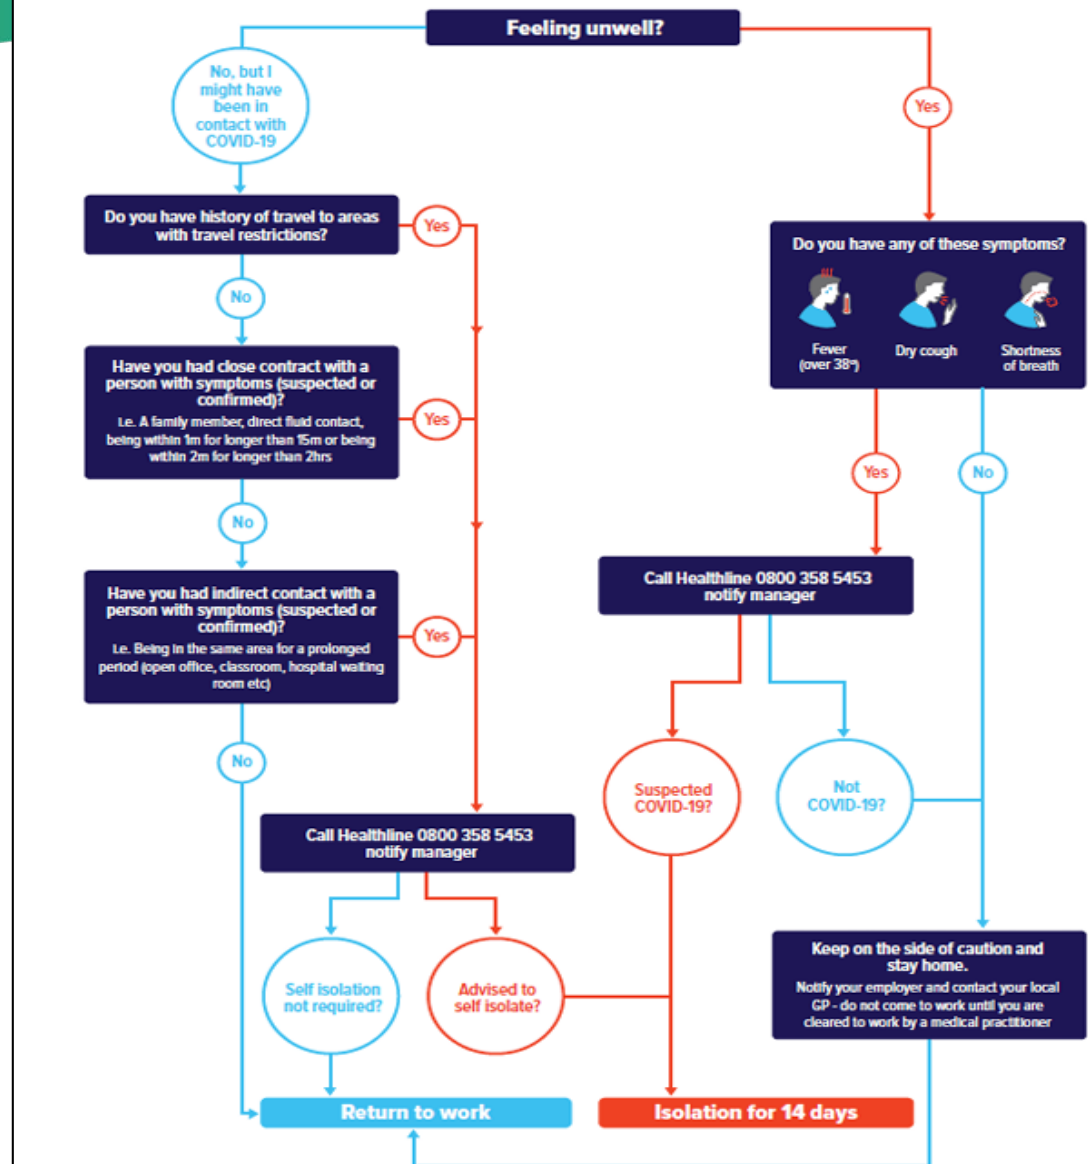 Feeling unwell?
No, but I
might have
been in
contact with
COVID-19
Yes
Do you have history of travel to areas
with travel restrictions?
Yes
No
Do you have any of these symptoms?
Fever
(over 38º)
Dry cough
Shortness
of breath
Have you had close contract with a
person with symptoms (suspected or
confirmed)?
i.e. A family member, direct fluid contact,
being within 1m for longer than 15m or being
within 2m for longer than 2hrs
Yes
No
Yes
No
Call Healthline 0800 358 5453
notify manager
Have you had indirect contact with a
person with symptoms (suspected or
confirmed)?
i.e. Being in the same area for a prolonged
period (open office, classroom, hospital waiting
room etc)
Yes
No
Suspected
COVID-19?
Not
COVID-19?
Call Healthline 0800 358 5453
notify manager
Self isolation
not required?
Advised to
self isolate?
Keep on the side of caution and
stay home.
Notify your employer and contact your local
GP - do not come to work until you are
cleared to work by a medical practitioner
Return to work
Isolation for 14 days